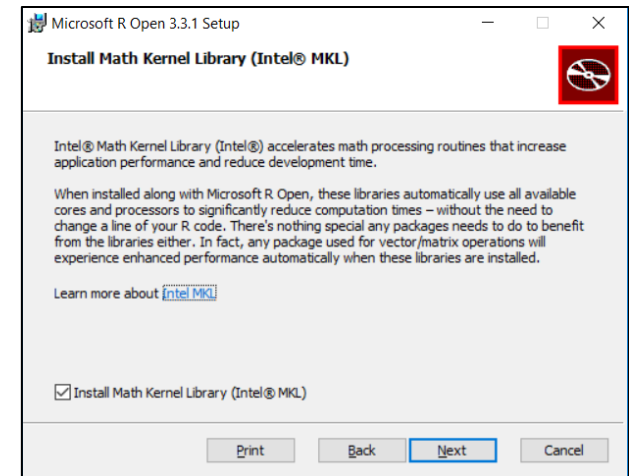 Microsoft R Open 3.3.1 Setup
Install Math Kernel Library (Intel® MKL)
Intel® Math Kernel Library (Intel®) accelerates math processing routines that increase
application performance and reduce development time.
When installed along with Microsoft R Open, these libraries automatically use all available
cores and processors to significantly reduce computation times – without the need to
change a line of your R code. There's nothing special any packages needs to do to benefit
from the libraries either. In fact, any package used for vector/matrix operations will
experience enhanced performance automatically when these libraries are installed.
Learn more about Intel MKL
Install Math Kernel Library (Intel® MKL)
Print Back Next Cancel